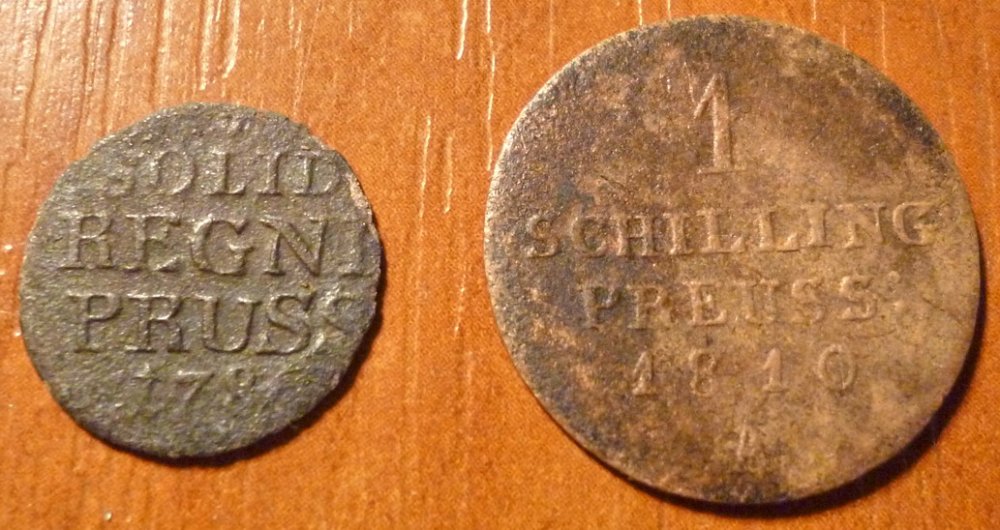 SOLID
REGNI
PRUSS
1
SCHILLING
PREUSS:
1810
A